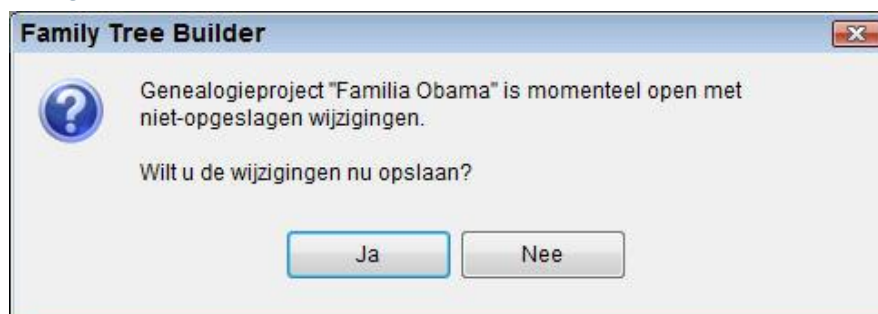 Family Tree Builder
Genealogieproject "Familia Obama" is momenteel open met
niet-opgeslagen wijzigingen.
Wilt u de wijzigingen nu opslaan?
Ja
Nee